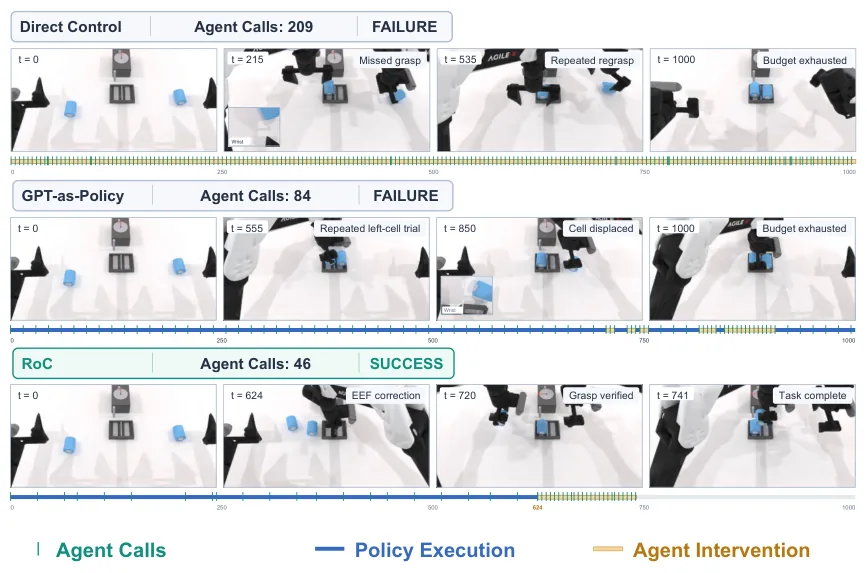 Direct Control Agent Calls: 209 FAILURE
t = 0
t = 215 Missed grasp
Wrist
t = 535 Repeated regrasp
AGILE
t = 1000 Budget exhausted
0 250 500 750 1000
GPT-as-Policy Agent Calls: 84 FAILURE
t = 0
t = 555 Repeated left-cell trial
t = 850 Cell displaced
Wrist
t = 1000 Budget exhausted
0 250 500 750 1000
RoC Agent Calls: 46 SUCCESS
t = 0
t = 624 EEF correction
t = 720 Grasp verified
t = 741 Task complete
0 250 500 624 750 1000
Agent Calls Policy Execution Agent Intervention